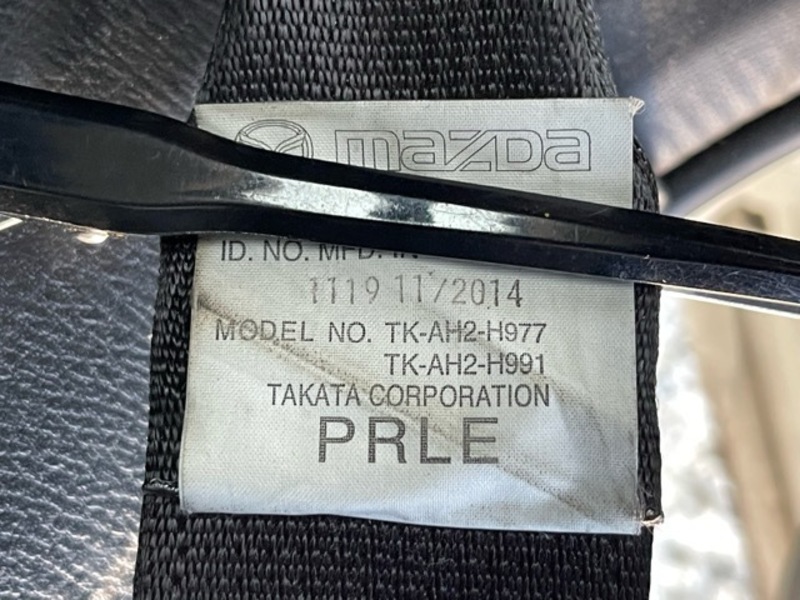 mazda
ID. NO. MFD. IN
1119 11/2014
MODEL NO. TK-AH2-H977
TK-AH2-H991
TAKATA CORPORATION
PRLE